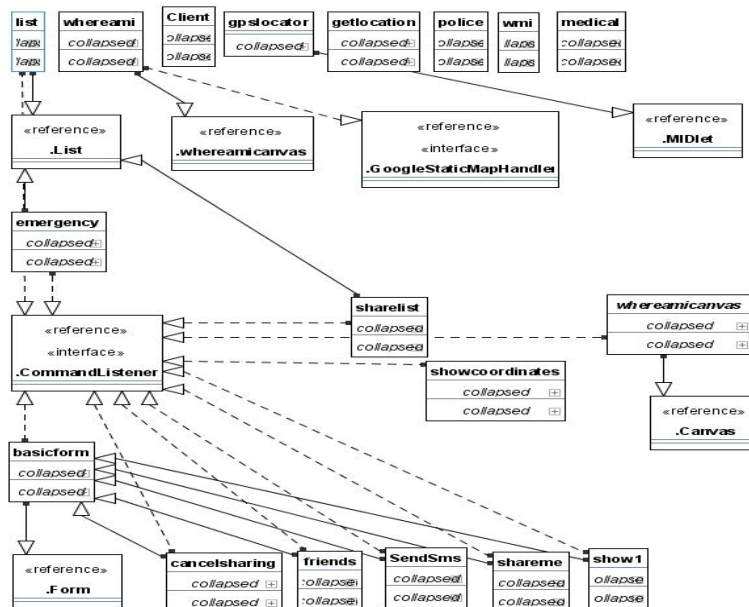 list
whereami
collapsed
collapsed
Client
gpslocator
collapsed
getlocation
collapsed
collapsed
police
wmi
medical
«reference»
.List
«reference»
.whereamicanvas
«reference»
«interface»
.GoogleStaticMapHandler
«reference»
.MIDlet
emergency
collapsed
collapsed
sharelist
collapsed
collapsed
whereamicanvas
collapsed
collapsed
«reference»
«interface»
.CommandListener
showcoordinates
collapsed
collapsed
«reference»
.Canvas
basicform
collapsed
collapsed
«reference»
.Form
cancelsharing
collapsed
collapsed
friends
SendSms
collapsed
collapsed
shareme
collapsed
collapsed
show1